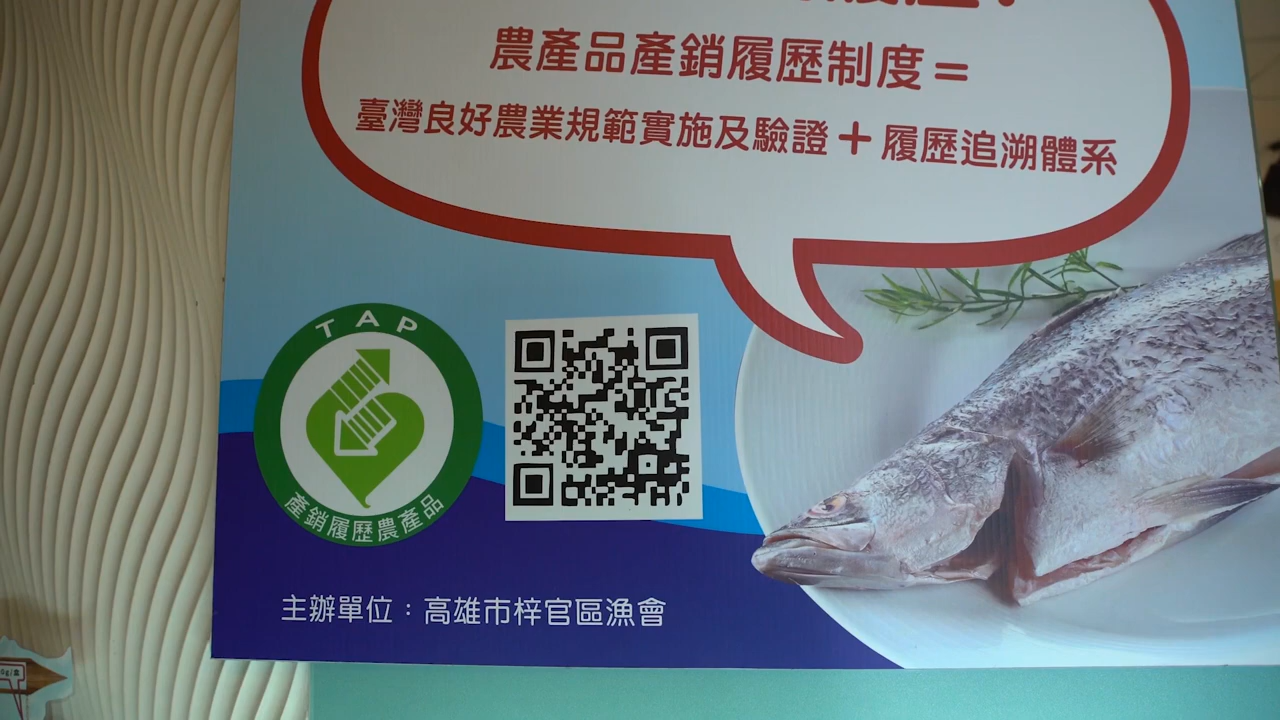 農產品產銷履歷制度=
臺灣良好農業規範實施及驗證+履歷追溯體系
TAP
產銷履歷農產品
主辦單位：高雄市梓官區漁會